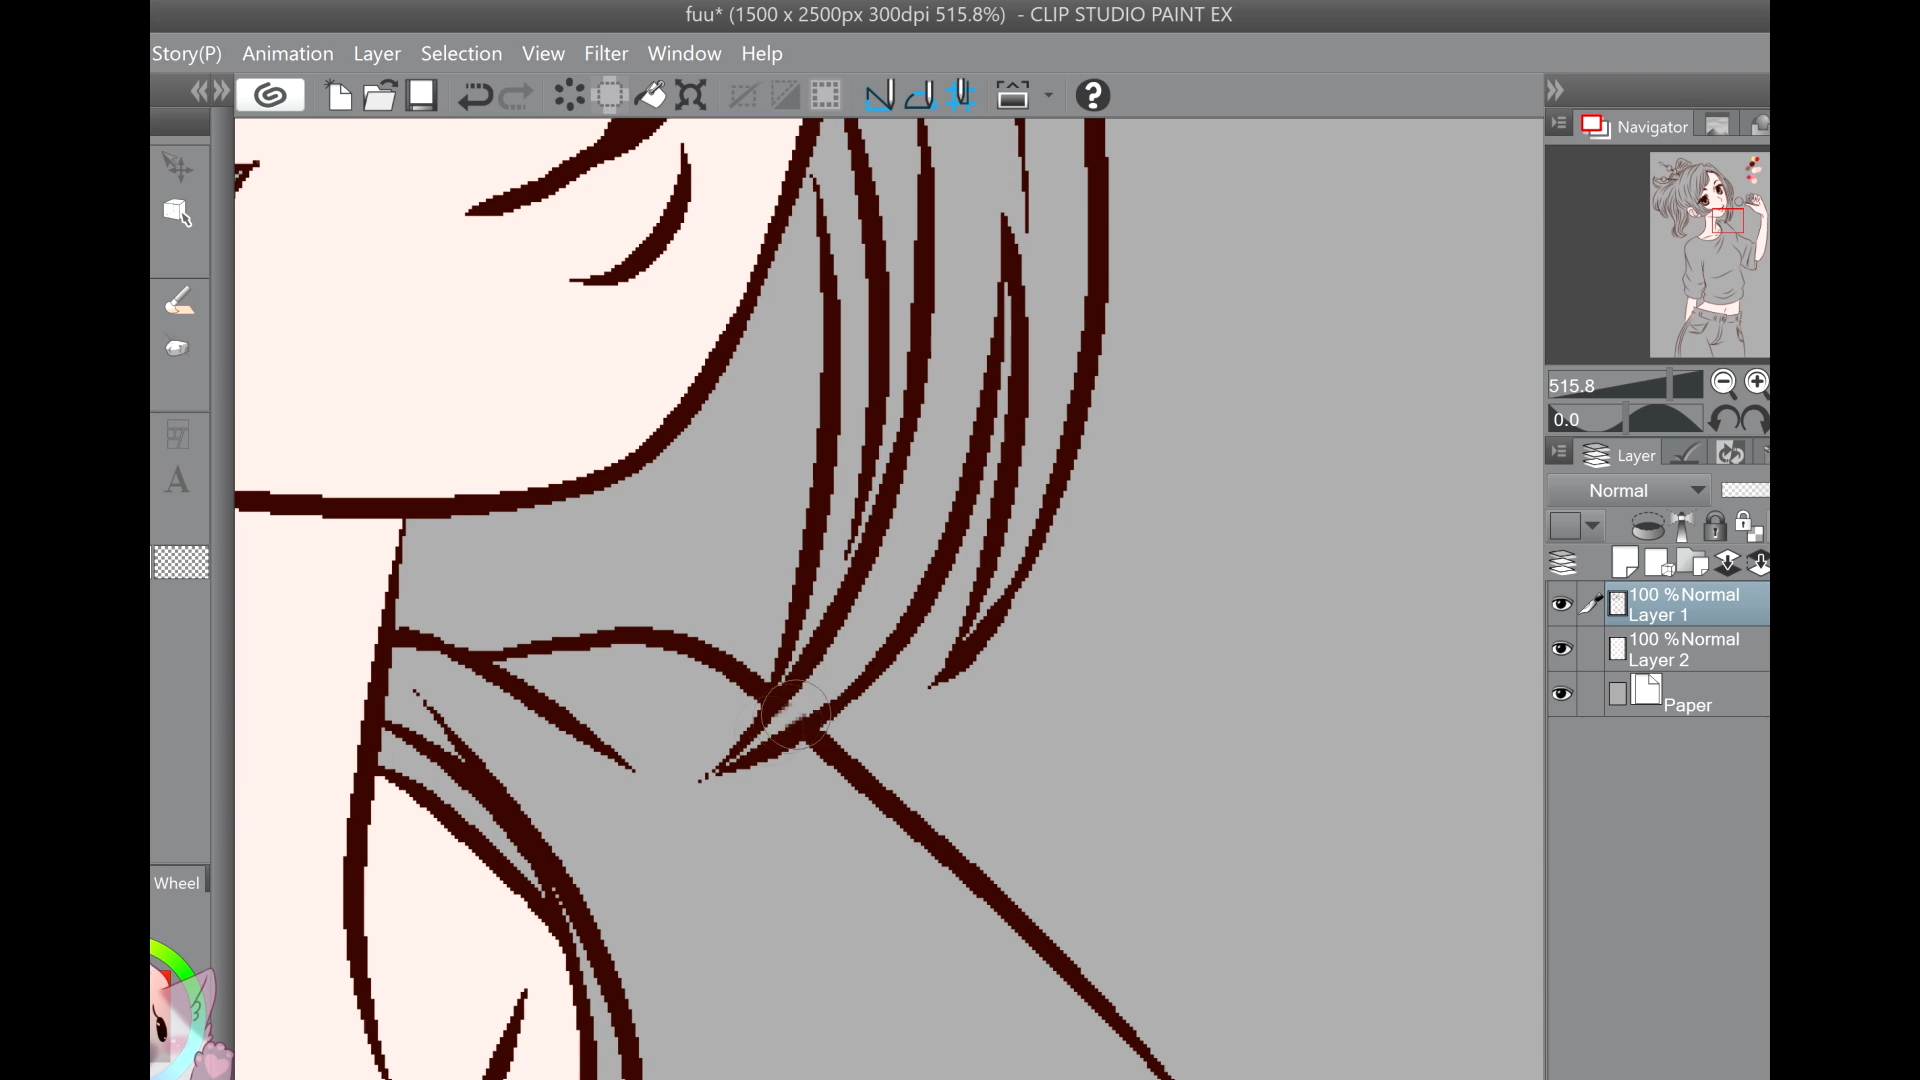 fuu* (1500 x 2500px 300dpi 515.8%) - CLIP STUDIO PAINT EX
Story(P) Animation Layer Selection View Filter Window Help
Navigator
515.8
0.0
Layer
Normal
100 %Normal
Layer 1
100 %Normal
Layer 2
Paper
A
Wheel